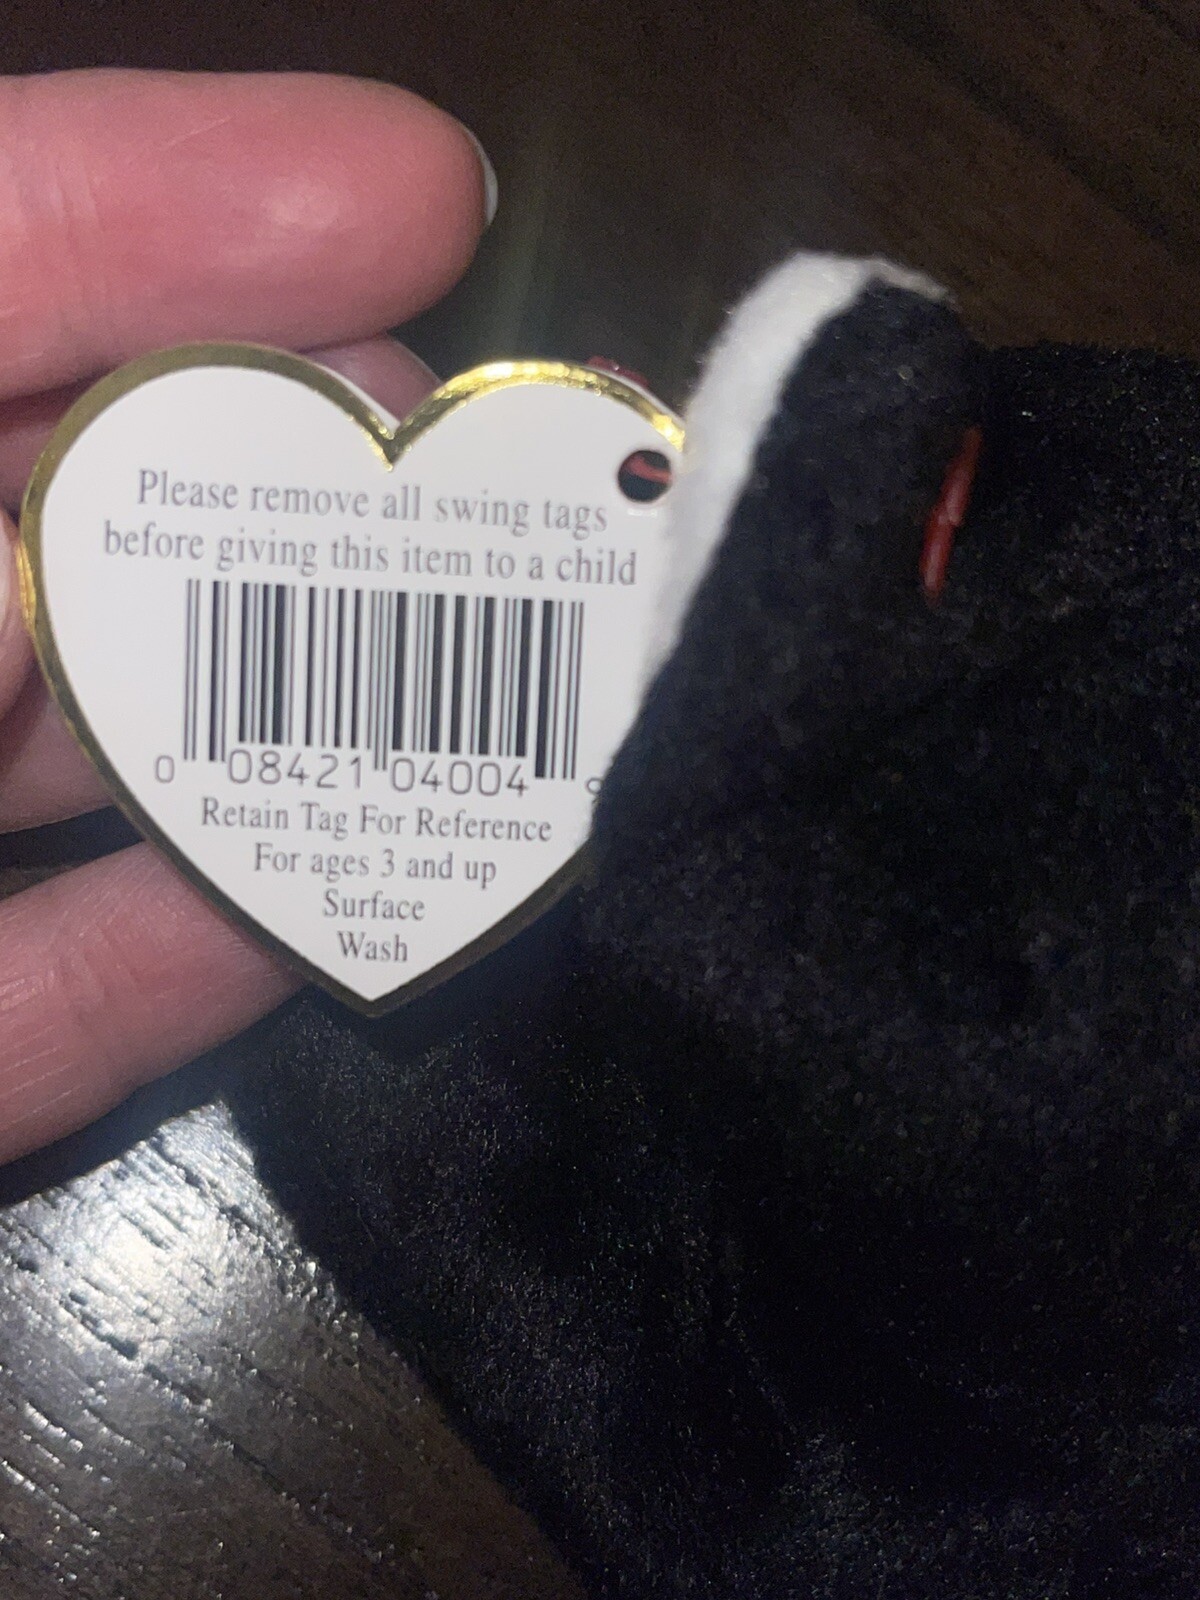 Please remove all swing tags
before giving this item to a child
0 08421 04004 9
Retain Tag For Reference
For ages 3 and up
Surface
Wash